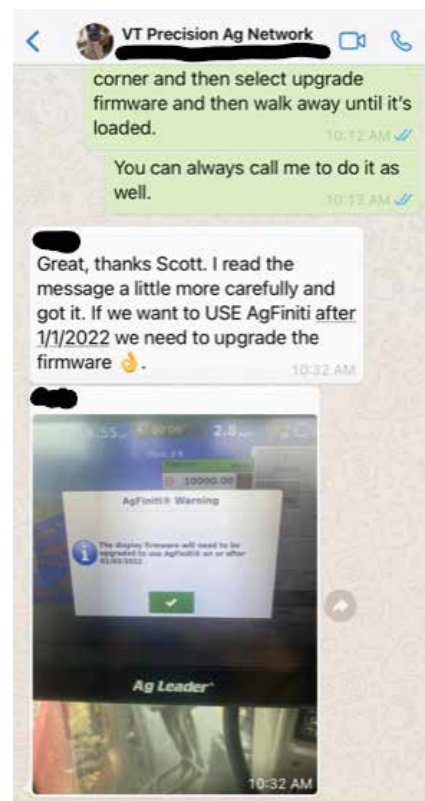 VT Precision Ag Network
corner and then select upgrade
firmware and then walk away until it's
loaded.
10:12 AM
You can always call me to do it as
well.
10:13 AM
Great, thanks Scott. I read the
message a little more carefully and
got it. If we want to USE AgFiniti after
1/1/2022 we need to upgrade the
firmware 👌.
10:32 AM
2.8
10000.00
AgFiniti® Warning
The display firmware will need to be
upgraded to use AgFiniti® on or after
Ag Leader
10:32 AM